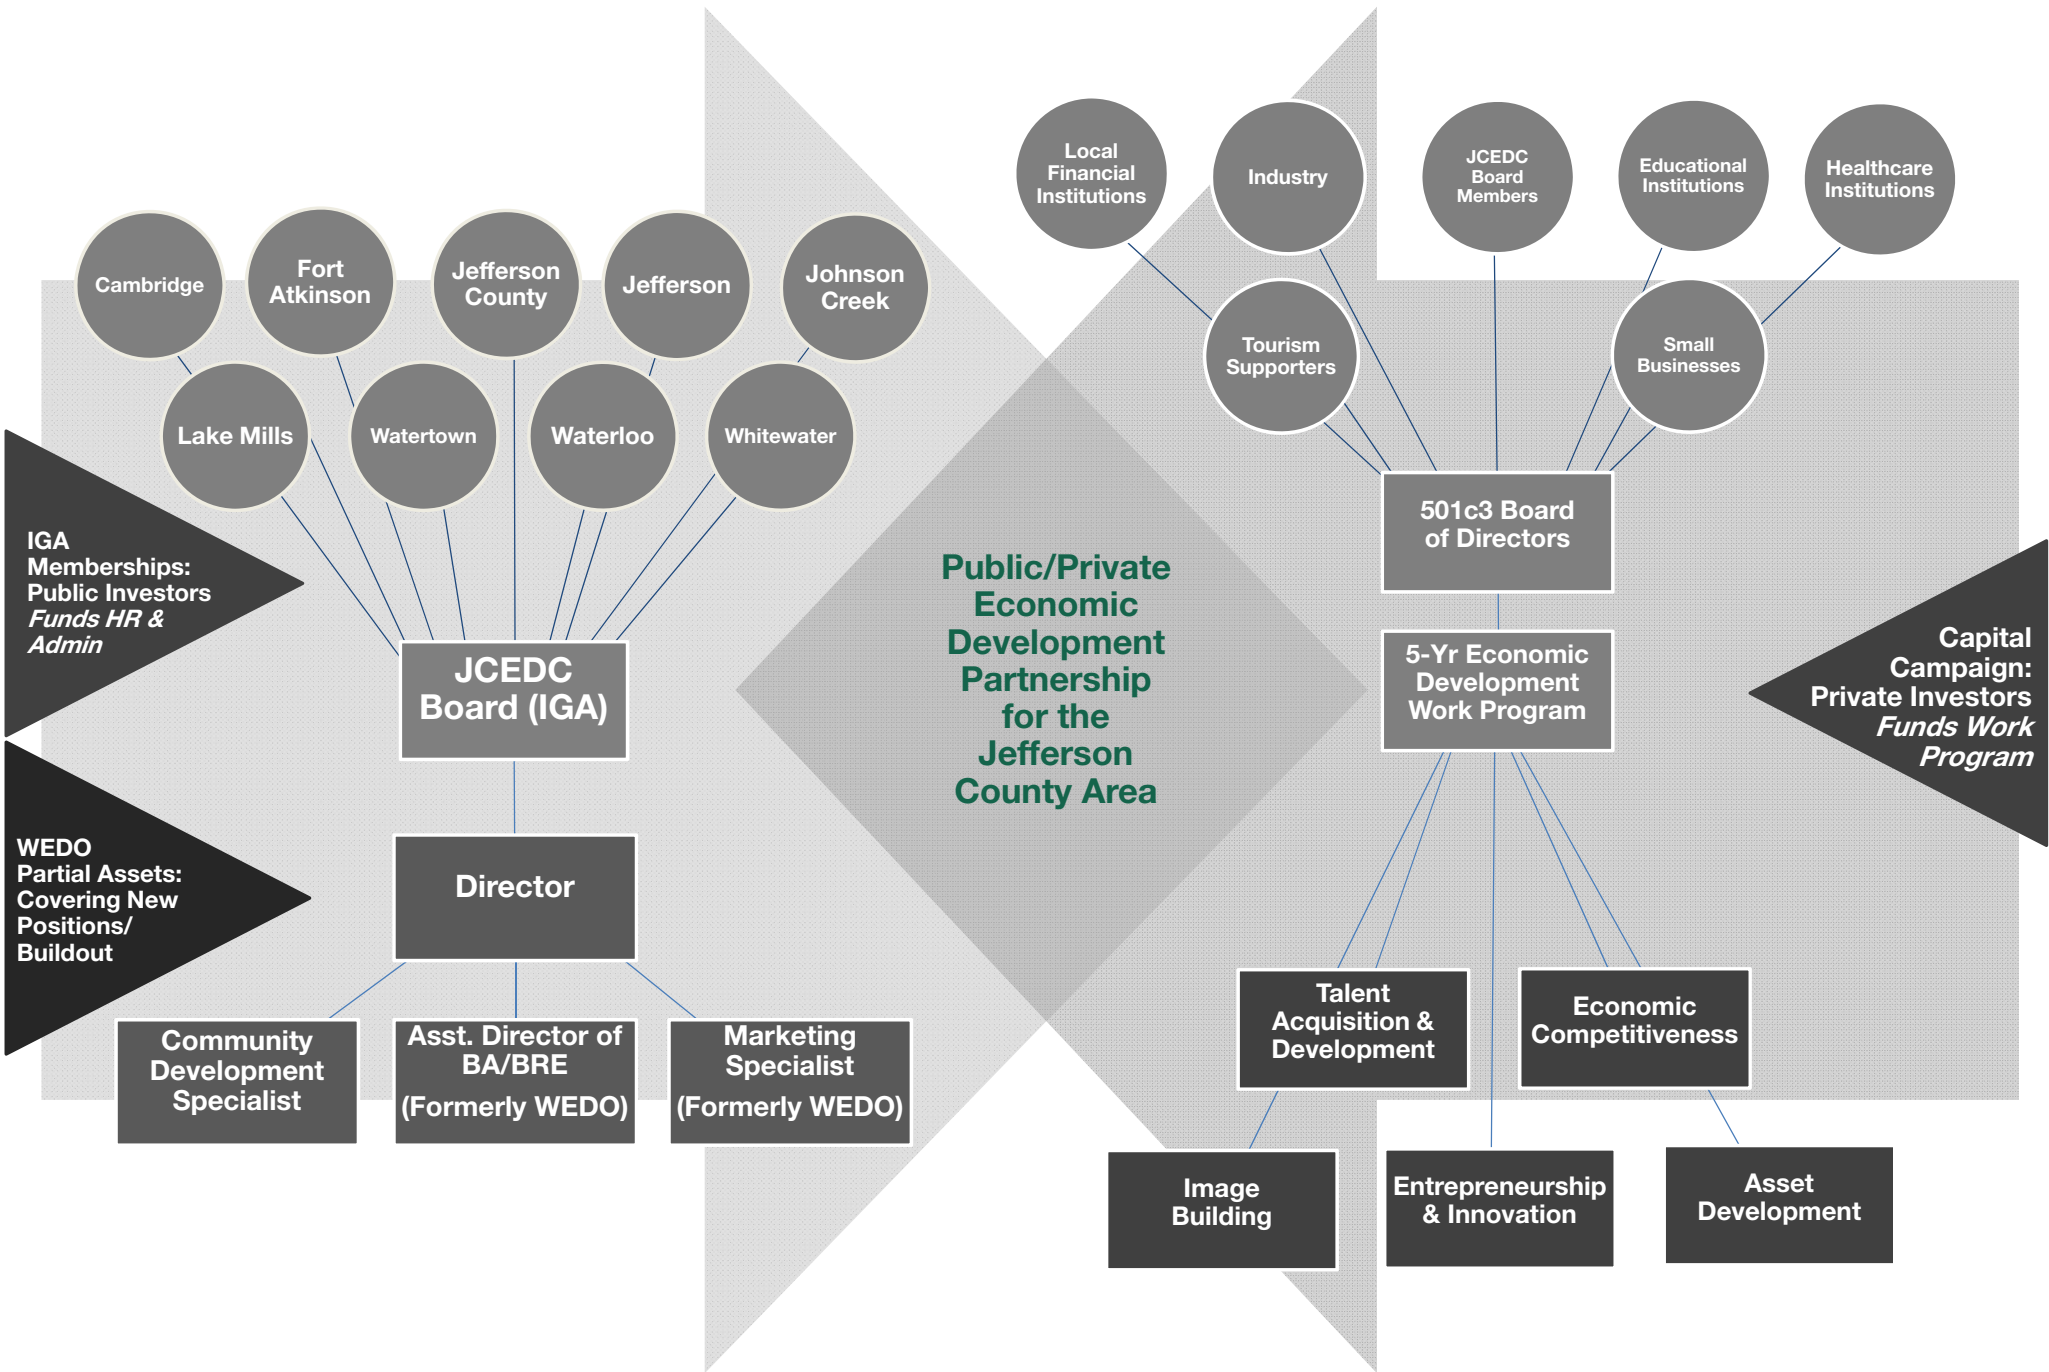 Cambridge
Fort
Atkinson
Jefferson
County
Jefferson
Johnson
Creek
Lake Mills
Watertown
Waterloo
Whitewater
IGA
Memberships:
Public Investors
Funds HR &
Admin
JCEDC
Board (IGA)
WEDO
Partial Assets:
Covering New
Positions/
Buildout
Director
Community
Development
Specialist
Asst. Director of
BA/BRE
(Formerly WEDO)
Marketing
Specialist
(Formerly WEDO)
Public/Private
Economic
Development
Partnership
for the
Jefferson
County Area
Local
Financial
Institutions
Industry
JCEDC
Board
Members
Educational
Institutions
Healthcare
Institutions
Tourism
Supporters
Small
Businesses
501c3 Board
of Directors
5-Yr Economic
Development
Work Program
Capital
Campaign:
Private Investors
Funds Work
Program
Talent
Acquisition &
Development
Economic
Competitiveness
Image
Building
Entrepreneurship
& Innovation
Asset
Development